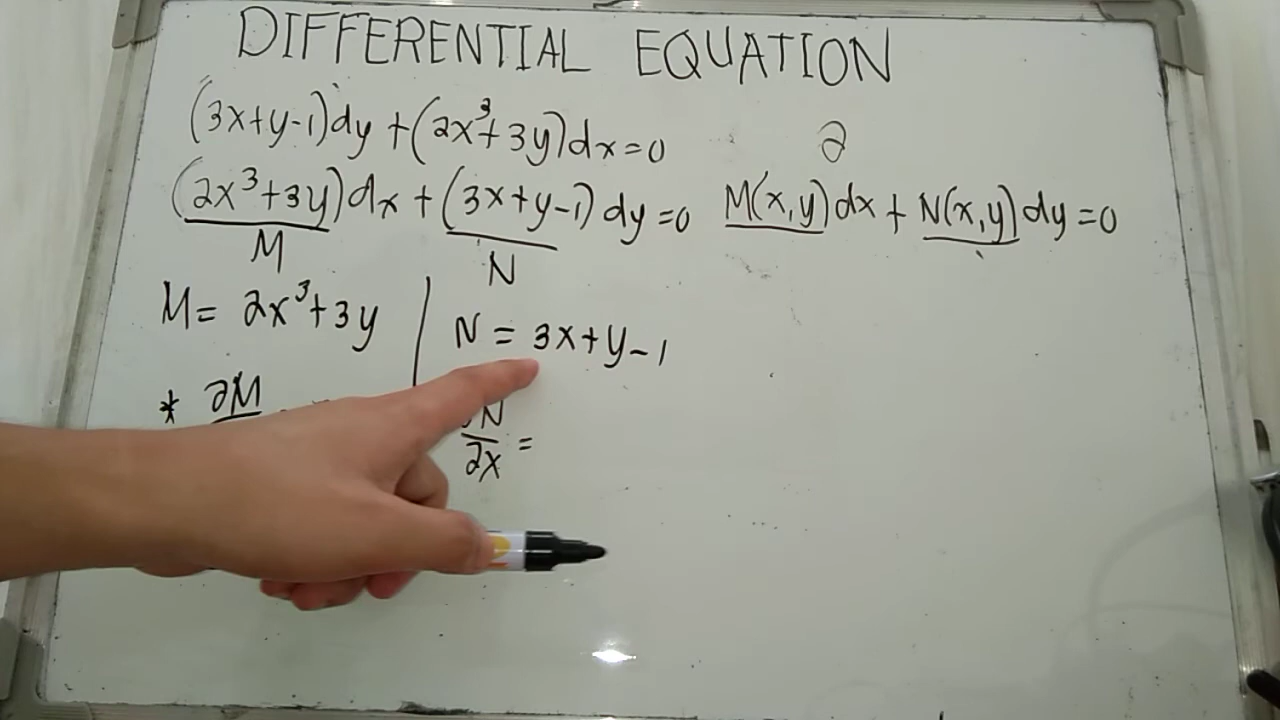 DIFFERENTIAL EQUATION
(3x+y-1)dy+(2x³+3y)dx=0
∂
(2x³+3y)dx+(3x+y-1)dy=0
M(x,y)dx+N(x,y)dy=0
M
N
M=2x³+3y
N=3x+y-1
* ∂M
∂N
∂x =